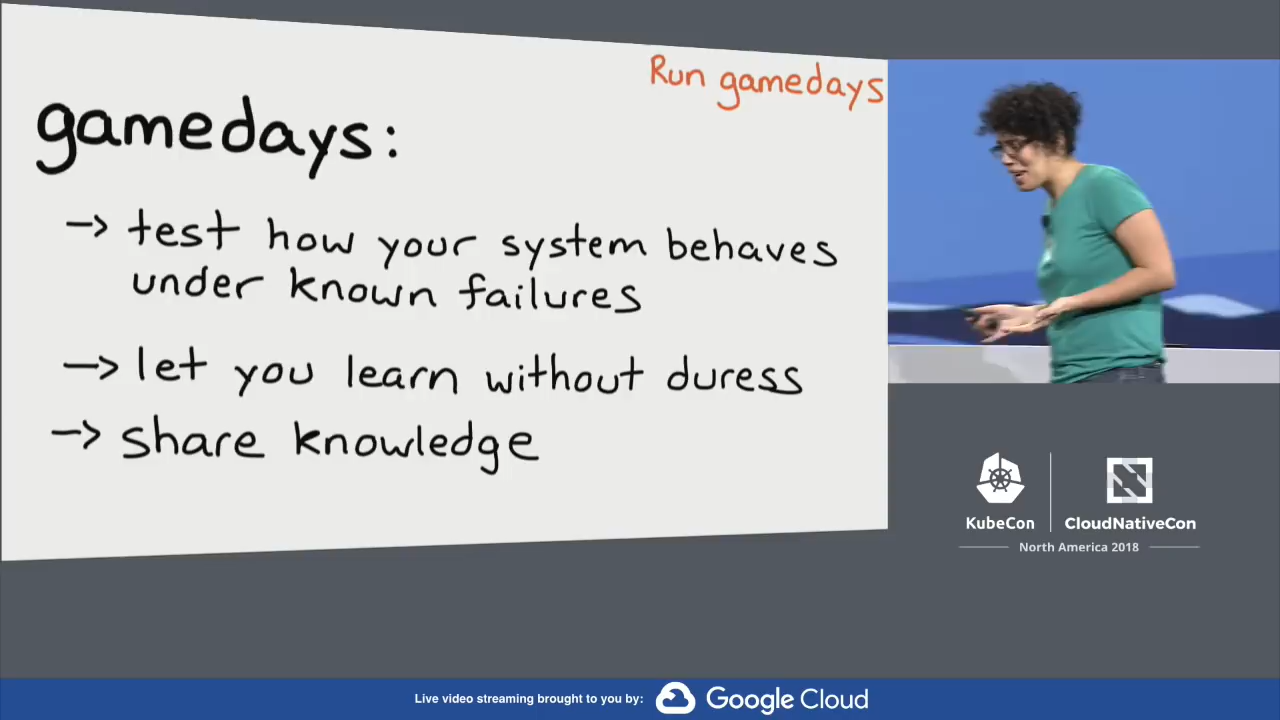 Run gamedays
gamedays:
→ test how your system behaves
under known failures
→ let you learn without duress
→ share knowledge
KubeCon
CloudNativeCon
North America 2018
Live video streaming brought to you by:
Google Cloud